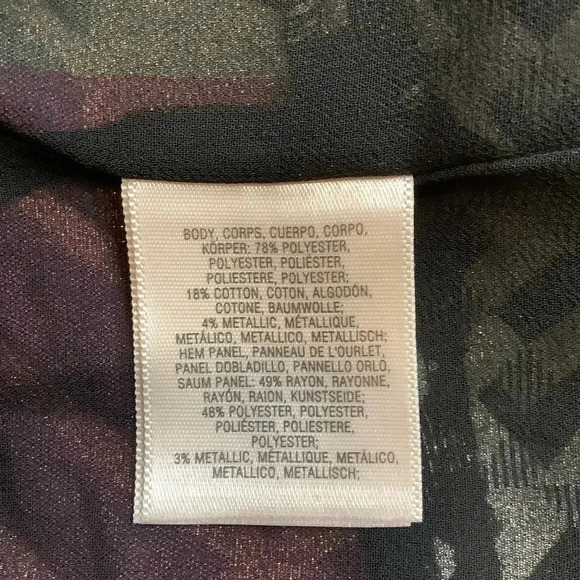 BODY, CORPS, CUERPO, CORPO,
KÖRPER: 78% POLYESTER,
POLYESTER, POLIÉSTER,
POLIESTERE, POLYESTER;
18% COTTON, COTON, ALGODÓN,
COTONE, BAUMWOLLE;
4% METALLIC, MÉTALLIQUE,
METÁLICO, METALLICO, METALLISCH;
HEM PANEL, PANNEAU DE L'OURLET,
PANEL DOBLADILLO, PANNELLO ORLO,
SAUM PANEL: 49% RAYON, RAYONNE,
RAYÓN, RAION, KUNSTSEIDE;
48% POLYESTER, POLYESTER,
POLIÉSTER, POLIESTERE,
POLYESTER;
3% METALLIC, MÉTALLIQUE, METÁLICO,
METALLICO, METALLISCH;